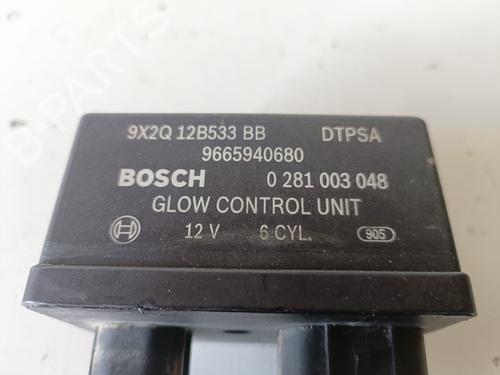 9X2Q 12B533 BB DTPSA
9665940680
BOSCH 0 281 003 048
GLOW CONTROL UNIT
12 V 6 CYL. 905